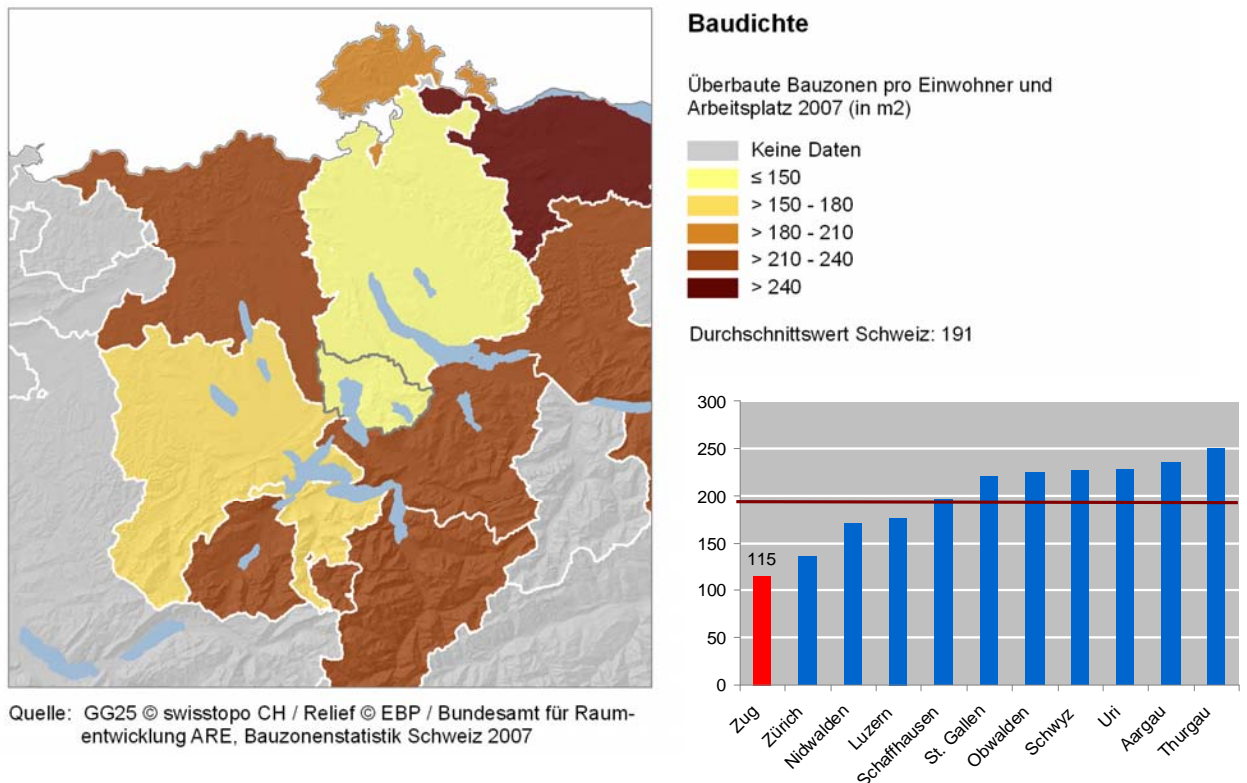 Baudichte
Überbaute Bauzonen pro Einwohner und
Arbeitsplatz 2007 (in m2)
Keine Daten
≤ 150
> 150 - 180
> 180 - 210
> 210 - 240
> 240
Durchschnittswert Schweiz: 191
300
250
200
150
100
50
0
115
Zug
Zürich
Nidwalden
Luzern
Schaffhausen
St. Gallen
Obwalden
Schwyz
Uri
Aargau
Thurgau
Quelle: GG25 © swisstopo CH / Relief © EBP / Bundesamt für Raum-
entwicklung ARE, Bauzonenstatistik Schweiz 2007